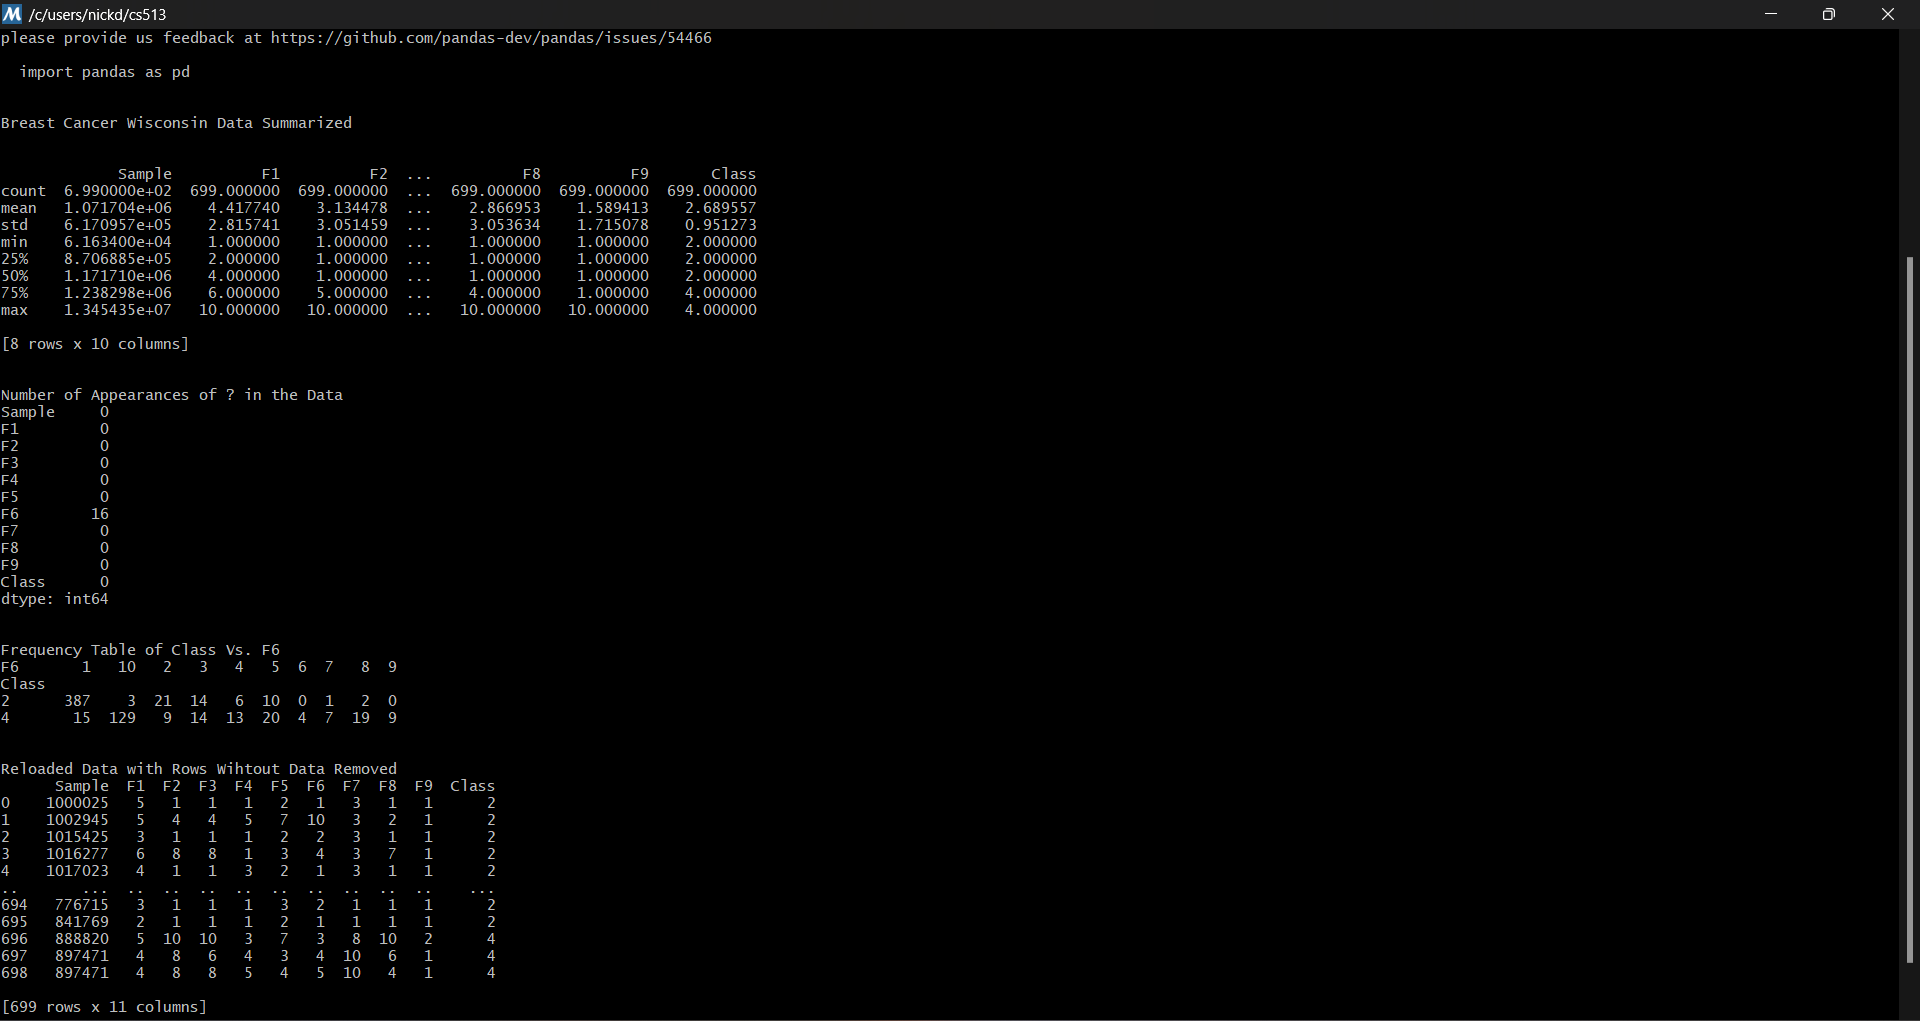 /c/users/nickd/cs513
please provide us feedback at https://github.com/pandas-dev/pandas/issues/54466
import pandas as pd
Breast Cancer Wisconsin Data Summarized
Sample F1 F2 ... F8 F9 Class
count 6.990000e+02 699.000000 699.000000 ... 699.000000 699.000000 699.000000
mean 1.071704e+06 4.417740 3.134478 ... 2.866953 1.589413 2.689557
std 6.170957e+05 2.815741 3.051459 ... 3.053634 1.715078 0.951273
min 6.163400e+04 1.000000 1.000000 ... 1.000000 1.000000 2.000000
25% 8.706885e+05 2.000000 1.000000 ... 1.000000 1.000000 2.000000
50% 1.171710e+06 4.000000 1.000000 ... 1.000000 1.000000 2.000000
75% 1.238298e+06 6.000000 5.000000 ... 4.000000 1.000000 4.000000
max 1.345435e+07 10.000000 10.000000 ... 10.000000 10.000000 4.000000
[8 rows x 10 columns]
Number of Appearances of ? in the Data
Sample 0
F1 0
F2 0
F3 0
F4 0
F5 0
F6 16
F7 0
F8 0
F9 0
Class 0
dtype: int64
Frequency Table of Class Vs. F6
F6 1 10 2 3 4 5 6 7 8 9
Class
2 387 3 21 14 6 10 0 1 2 0
4 15 129 9 14 13 20 4 7 19 9
Reloaded Data with Rows Wihtout Data Removed
Sample F1 F2 F3 F4 F5 F6 F7 F8 F9 Class
0 1000025 5 1 1 1 2 1 3 1 1 2
1 1002945 5 4 4 5 7 10 3 2 1 2
2 1015425 3 1 1 1 2 2 3 1 1 2
3 1016277 6 8 8 1 3 4 3 7 1 2
4 1017023 4 1 1 3 2 1 3 1 1 2
.. ... .. .. .. .. .. .. .. .. .. ...
694 776715 3 1 1 1 3 2 1 1 1 2
695 841769 2 1 1 1 2 1 1 1 1 2
696 888820 5 10 10 3 7 3 8 10 2 4
697 897471 4 8 6 4 3 4 10 6 1 4
698 897471 4 8 8 5 4 5 10 4 1 4
[699 rows x 11 columns]